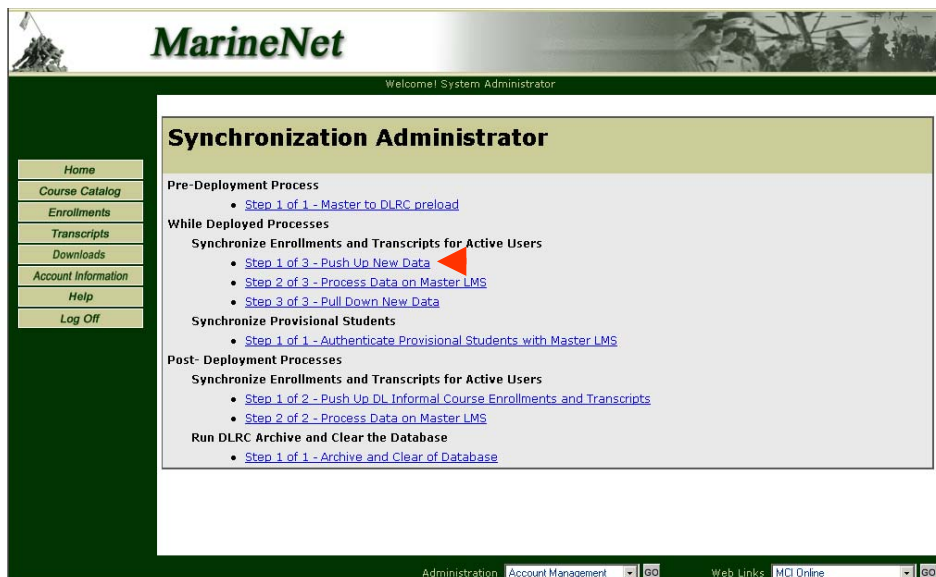 MarineNet
Welcome! System Administrator
Home
Course Catalog
Enrollments
Transcripts
Downloads
Account Information
Help
Log Off
Synchronization Administrator
Pre-Deployment Process
• Step 1 of 1 - Master to DLRC preload
While Deployed Processes
Synchronize Enrollments and Transcripts for Active Users
• Step 1 of 3 - Push Up New Data
• Step 2 of 3 - Process Data on Master LMS
• Step 3 of 3 - Pull Down New Data
Synchronize Provisional Students
• Step 1 of 1 - Authenticate Provisional Students with Master LMS
Post- Deployment Processes
Synchronize Enrollments and Transcripts for Active Users
• Step 1 of 2 - Push Up DL Informal Course Enrollments and Transcripts
• Step 2 of 2 - Process Data on Master LMS
Run DLRC Archive and Clear the Database
• Step 1 of 1 - Archive and Clear of Database
Administration Account Management GO Web Links MCI Online GO